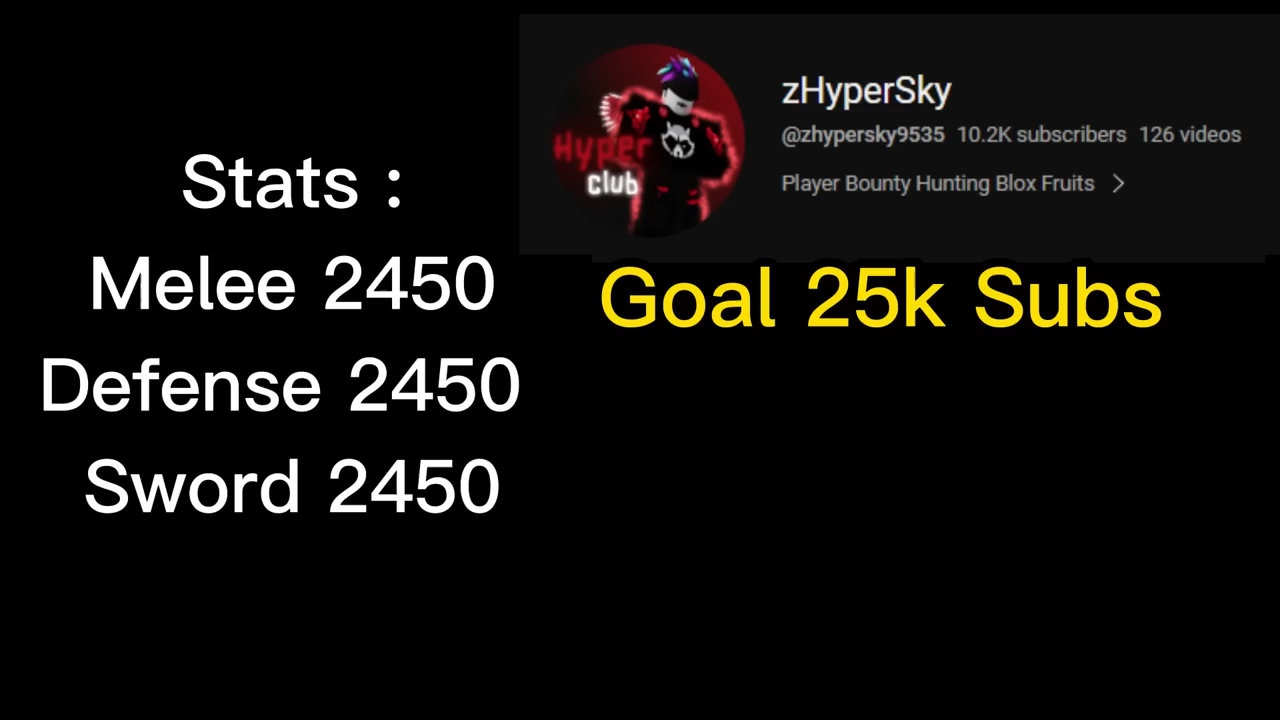 Stats :
Melee 2450
Defense 2450
Sword 2450
Hyper
club
zHyperSky
@zhypersky9535 10.2K subscribers 126 videos
Player Bounty Hunting Blox Fruits >
Goal 25k Subs